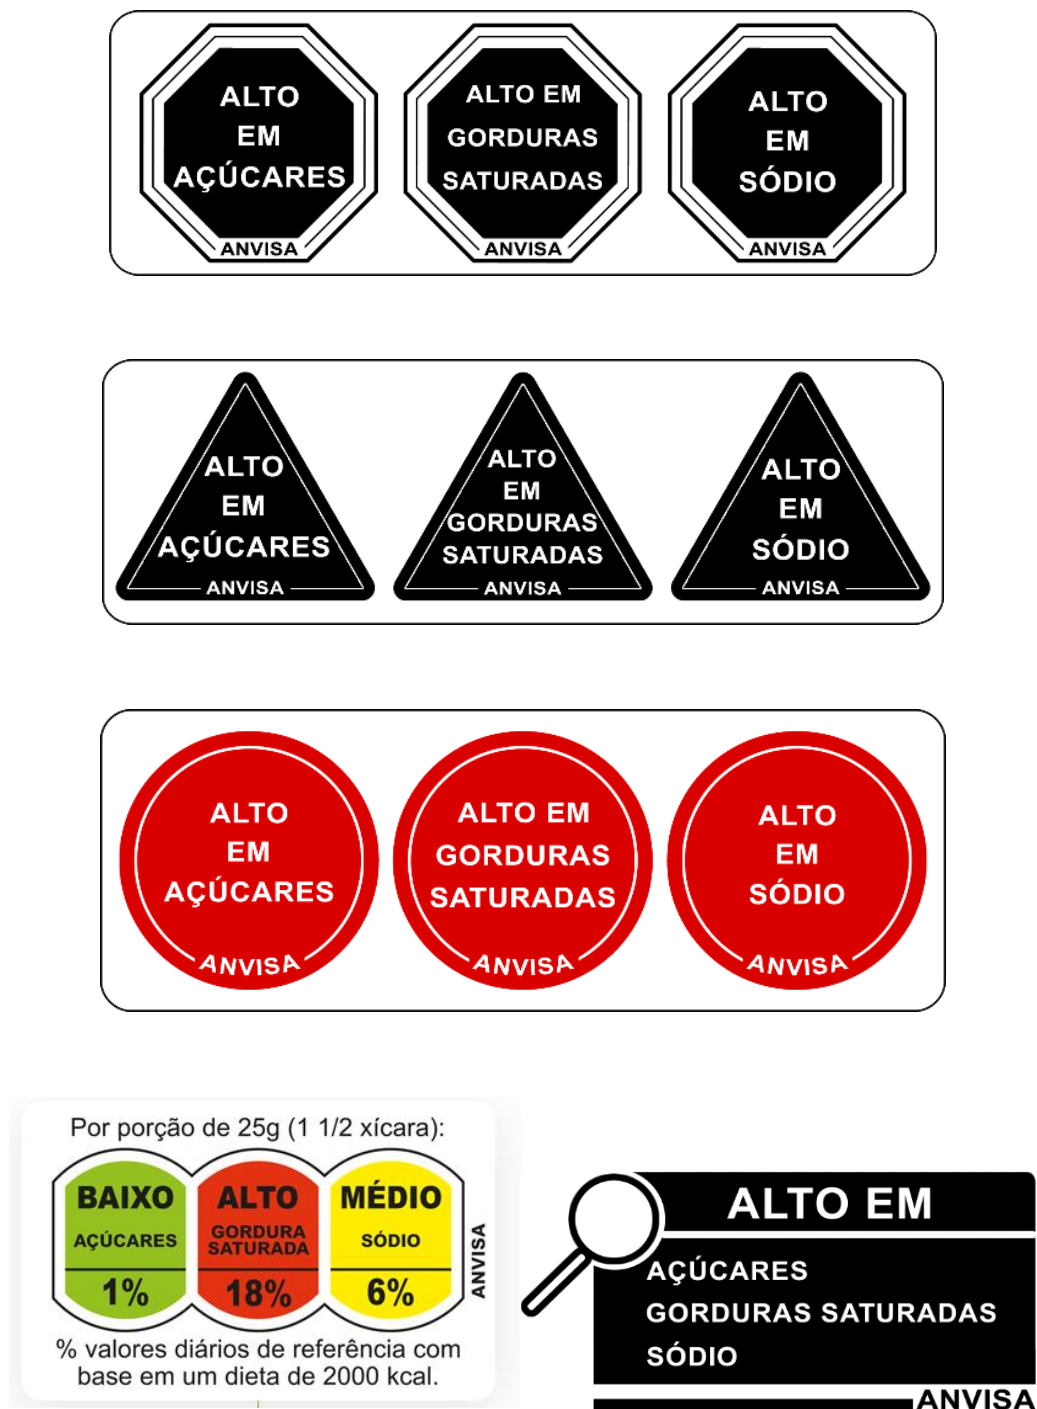 ALTO
EM
AÇÚCARES
ANVISA
ALTO EM
GORDURAS
SATURADAS
ANVISA
ALTO
EM
SÓDIO
ANVISA
ALTO
EM
AÇÚCARES
ANVISA
ALTO
EM
GORDURAS
SATURADAS
ANVISA
ALTO
EM
SÓDIO
ANVISA
ALTO
EM
AÇÚCARES
ANVISA
ALTO EM
GORDURAS
SATURADAS
ANVISA
ALTO
EM
SÓDIO
ANVISA
Por porção de 25g (1 1/2 xícara):
BAIXO
AÇÚCARES
1%
ALTO
GORDURA
SATURADA
18%
MÉDIO
SÓDIO
6%
ANVISA
% valores diários de referência com
base em um dieta de 2000 kcal.
ALTO EM
AÇÚCARES
GORDURAS SATURADAS
SÓDIO
ANVISA